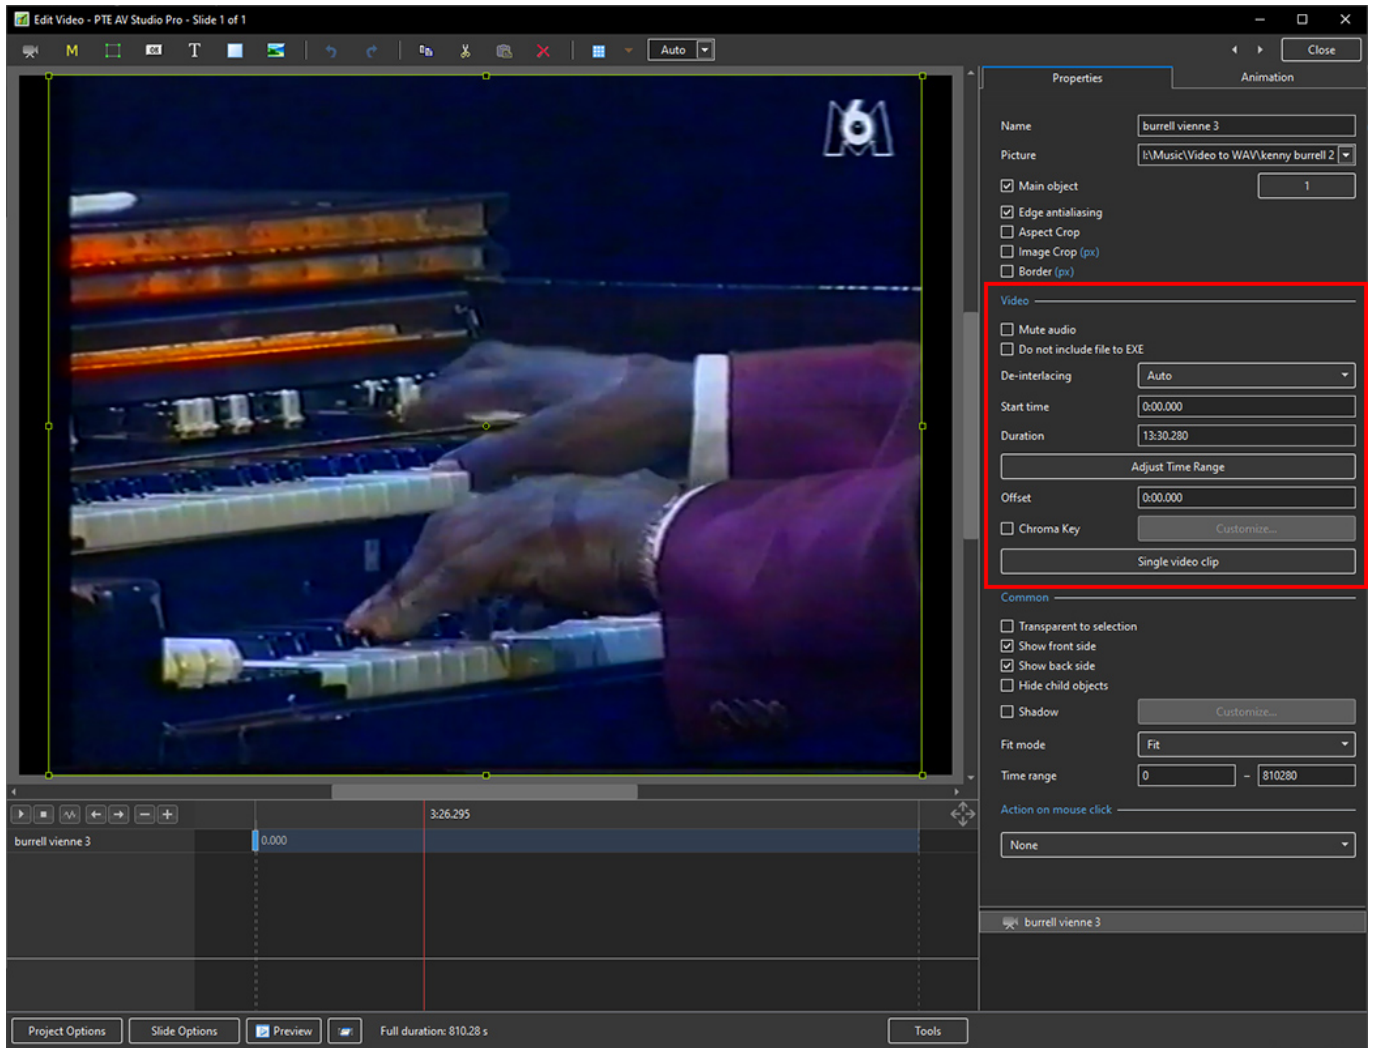 Edit Video - PTE AV Studio Pro - Slide 1 of 1
M OK T Auto Close
Properties Animation
M6
Name burrell vienne 3
Picture I:\Music\Video to WAV\kenny burrell 2
Main object 1
Edge antialiasing
Aspect Crop
Image Crop (px)
Border (px)
Video
Mute audio
Do not include file to EXE
De-interlacing Auto
Start time 0:00.000
Duration 13:30.280
Adjust Time Range
Offset 0:00.000
Chroma Key Customize...
Single video clip
Common
Transparent to selection
Show front side
Show back side
Hide child objects
Shadow Customize...
Fit mode Fit
Time range 0 – 810280
Action on mouse click
None
burrell vienne 3
3:26.295
burrell vienne 3 0.000
Project Options Slide Options Preview Full duration: 810.28 s Tools